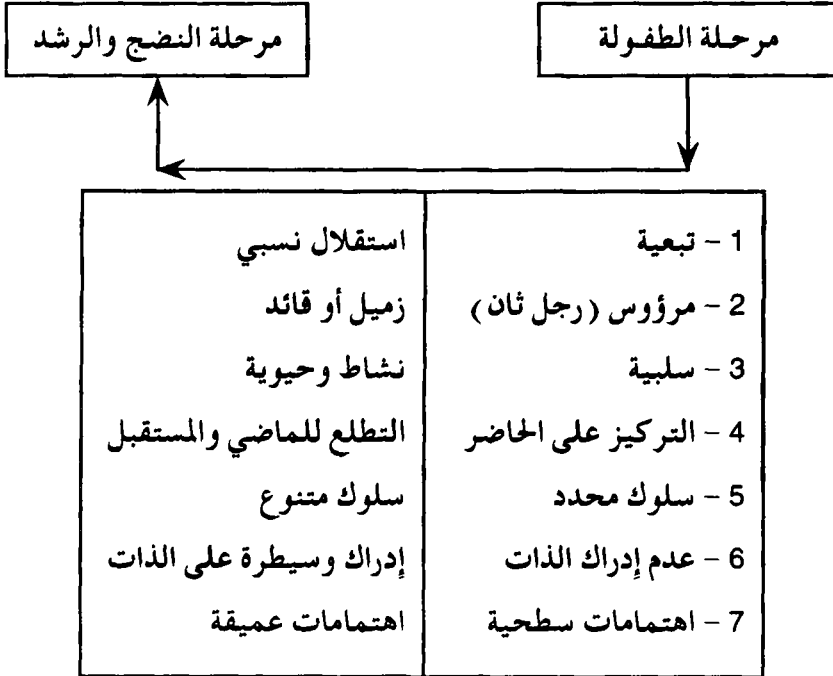 مرحلة الطفولة
مرحلة النضج والرشد
1 – تبعية
استقلال نسبي
2 – مرؤوس (رجل ثان)
زميل أو قائد
3 – سلبية
نشاط وحيوية
4 – التركيز على الحاضر
التطلع للماضي والمستقبل
5 – سلوك محدد
سلوك متنوع
6 – عدم إدراك الذات
إدراك وسيطرة على الذات
7 – اهتمامات سطحية
اهتمامات عميقة